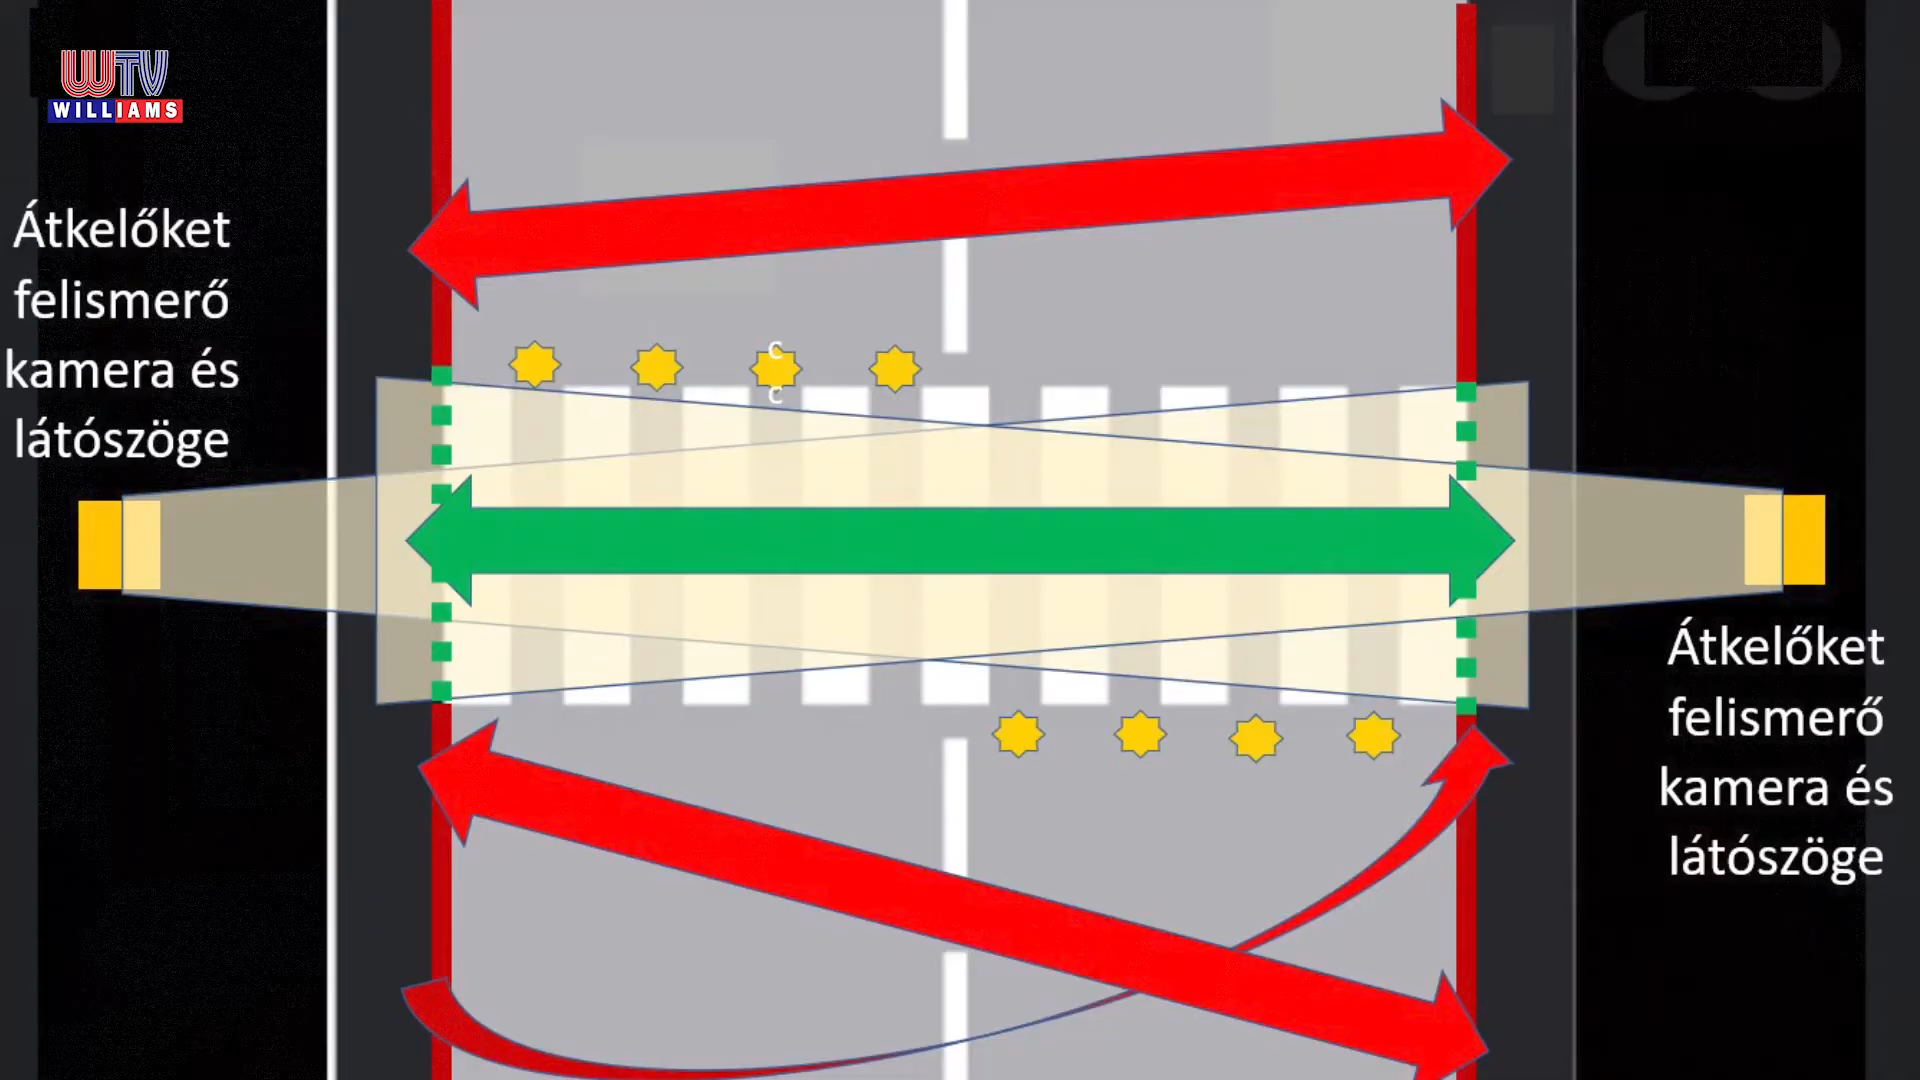 WTV
WILLIAMS
Átkelőket
felismerő
kamera és
látószöge
c
c
Átkelőket
felismerő
kamera és
látószöge